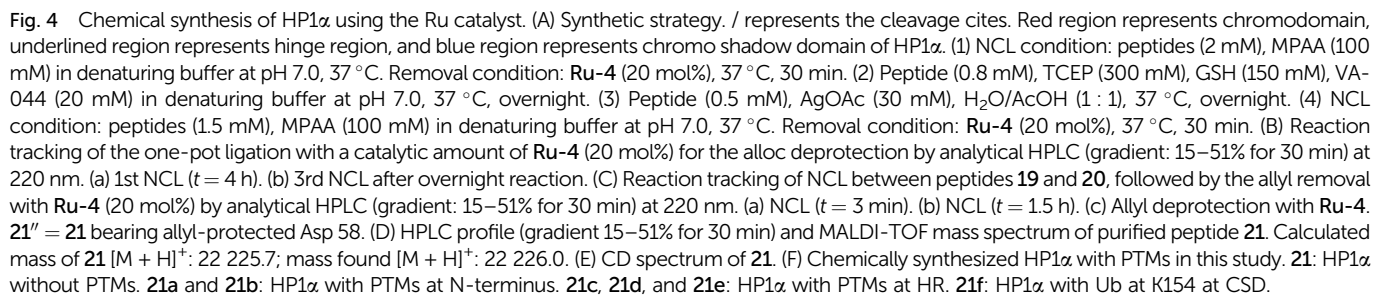 Fig. 4 Chemical synthesis of HP1α using the Ru catalyst. (A) Synthetic strategy. / represents the cleavage cites. Red region represents chromodomain,
underlined region represents hinge region, and blue region represents chromo shadow domain of HP1α. (1) NCL condition: peptides (2 mM), MPAA (100
mM) in denaturing buffer at pH 7.0, 37 °C. Removal condition: Ru-4 (20 mol%), 37 °C, 30 min. (2) Peptide (0.8 mM), TCEP (300 mM), GSH (150 mM), VA-
044 (20 mM) in denaturing buffer at pH 7.0, 37 °C, overnight. (3) Peptide (0.5 mM), AgOAc (30 mM), H₂O/AcOH (1 : 1), 37 °C, overnight. (4) NCL
condition: peptides (1.5 mM), MPAA (100 mM) in denaturing buffer at pH 7.0, 37 °C. Removal condition: Ru-4 (20 mol%), 37 °C, 30 min. (B) Reaction
tracking of the one-pot ligation with a catalytic amount of Ru-4 (20 mol%) for the alloc deprotection by analytical HPLC (gradient: 15–51% for 30 min) at
220 nm. (a) 1st NCL (t = 4 h). (b) 3rd NCL after overnight reaction. (C) Reaction tracking of NCL between peptides 19 and 20, followed by the allyl removal
with Ru-4 (20 mol%) by analytical HPLC (gradient: 15–51% for 30 min) at 220 nm. (a) NCL (t = 3 min). (b) NCL (t = 1.5 h). (c) Allyl deprotection with Ru-4.
21″ = 21 bearing allyl-protected Asp 58. (D) HPLC profile (gradient 15–51% for 30 min) and MALDI-TOF mass spectrum of purified peptide 21. Calculated
mass of 21 [M + H]⁺: 22 225.7; mass found [M + H]⁺: 22 226.0. (E) CD spectrum of 21. (F) Chemically synthesized HP1α with PTMs in this study. 21: HP1α
without PTMs. 21a and 21b: HP1α with PTMs at N-terminus. 21c, 21d, and 21e: HP1α with PTMs at HR. 21f: HP1α with Ub at K154 at CSD.